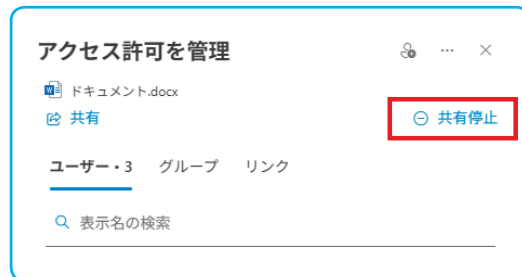 アクセス許可を管理
ドキュメント.docx
共有
共有停止
ユーザー・3 グループ リンク
表示名の検索